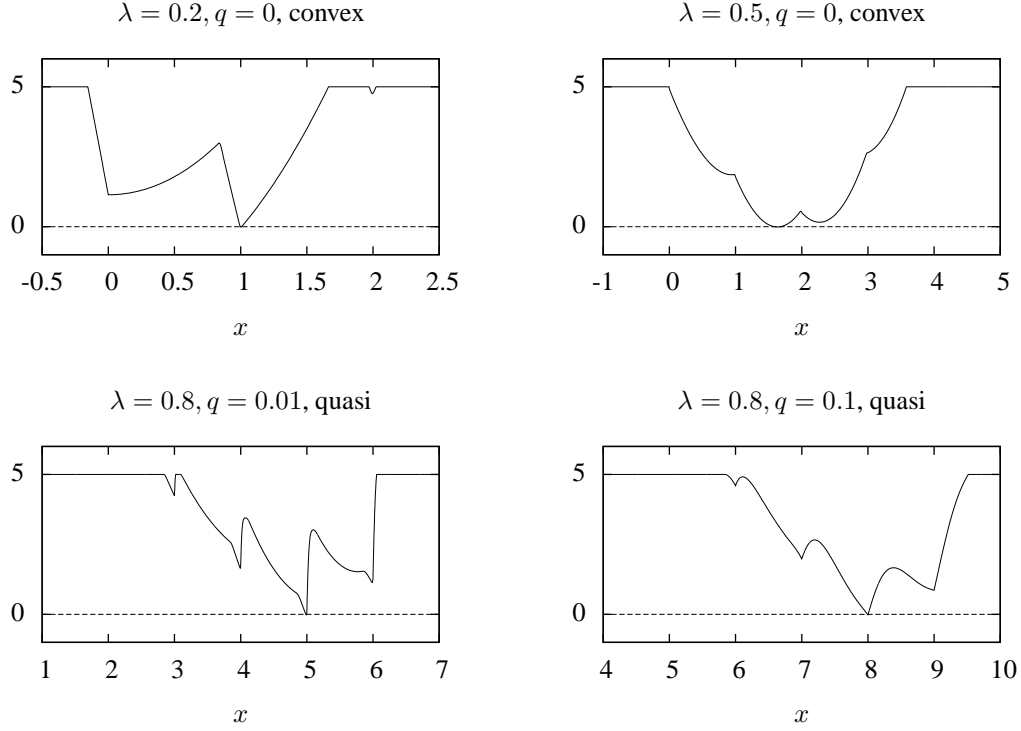 λ = 0.2, q = 0, convex
5
0
-0.5 0 0.5 1 1.5 2 2.5
x
λ = 0.5, q = 0, convex
5
0
-1 0 1 2 3 4 5
x
λ = 0.8, q = 0.01, quasi
5
0
1 2 3 4 5 6 7
x
λ = 0.8, q = 0.1, quasi
5
0
4 5 6 7 8 9 10
x